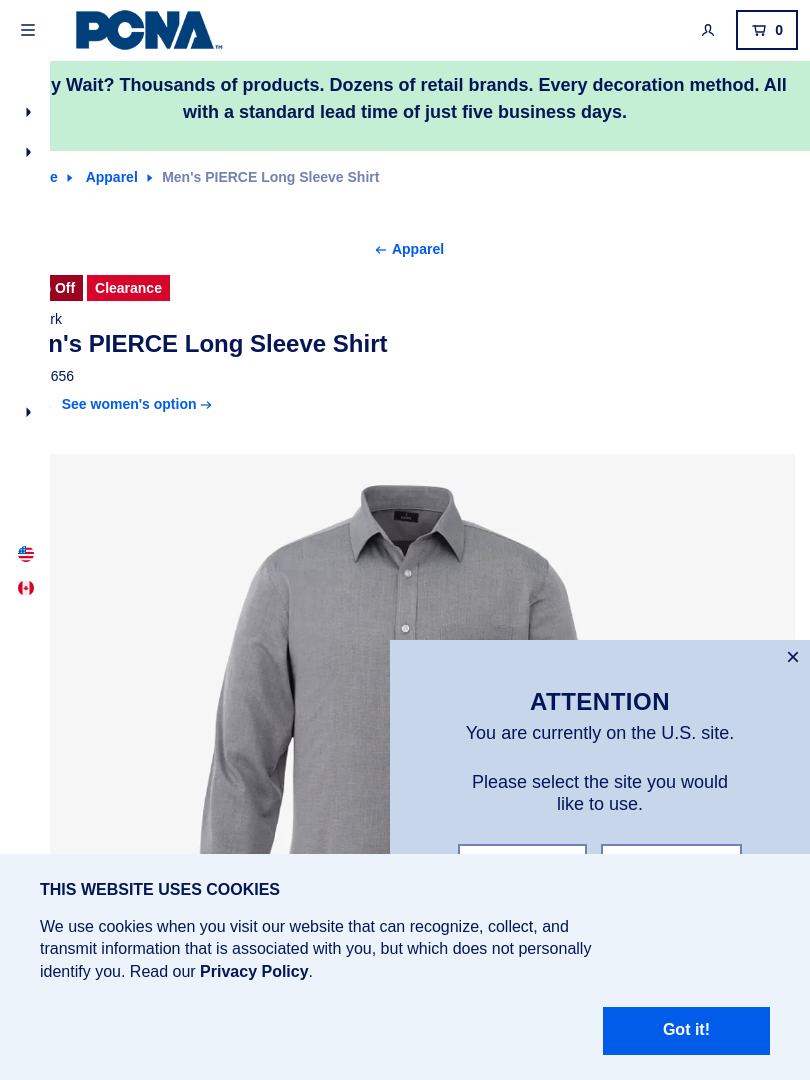 PCNA™
0
y Wait? Thousands of products. Dozens of retail brands. Every decoration method. All
with a standard lead time of just five business days.
e Apparel Men's PIERCE Long Sleeve Shirt
← Apparel
Off Clearance
rk
n's PIERCE Long Sleeve Shirt
656
See women's option →
ATTENTION
You are currently on the U.S. site.
Please select the site you would
like to use.
THIS WEBSITE USES COOKIES
We use cookies when you visit our website that can recognize, collect, and
transmit information that is associated with you, but which does not personally
identify you. Read our Privacy Policy.
Got it!